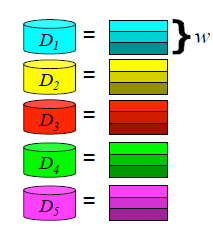 D₁ = w
D₂ =
D₃ =
D₄ =
D₅ =